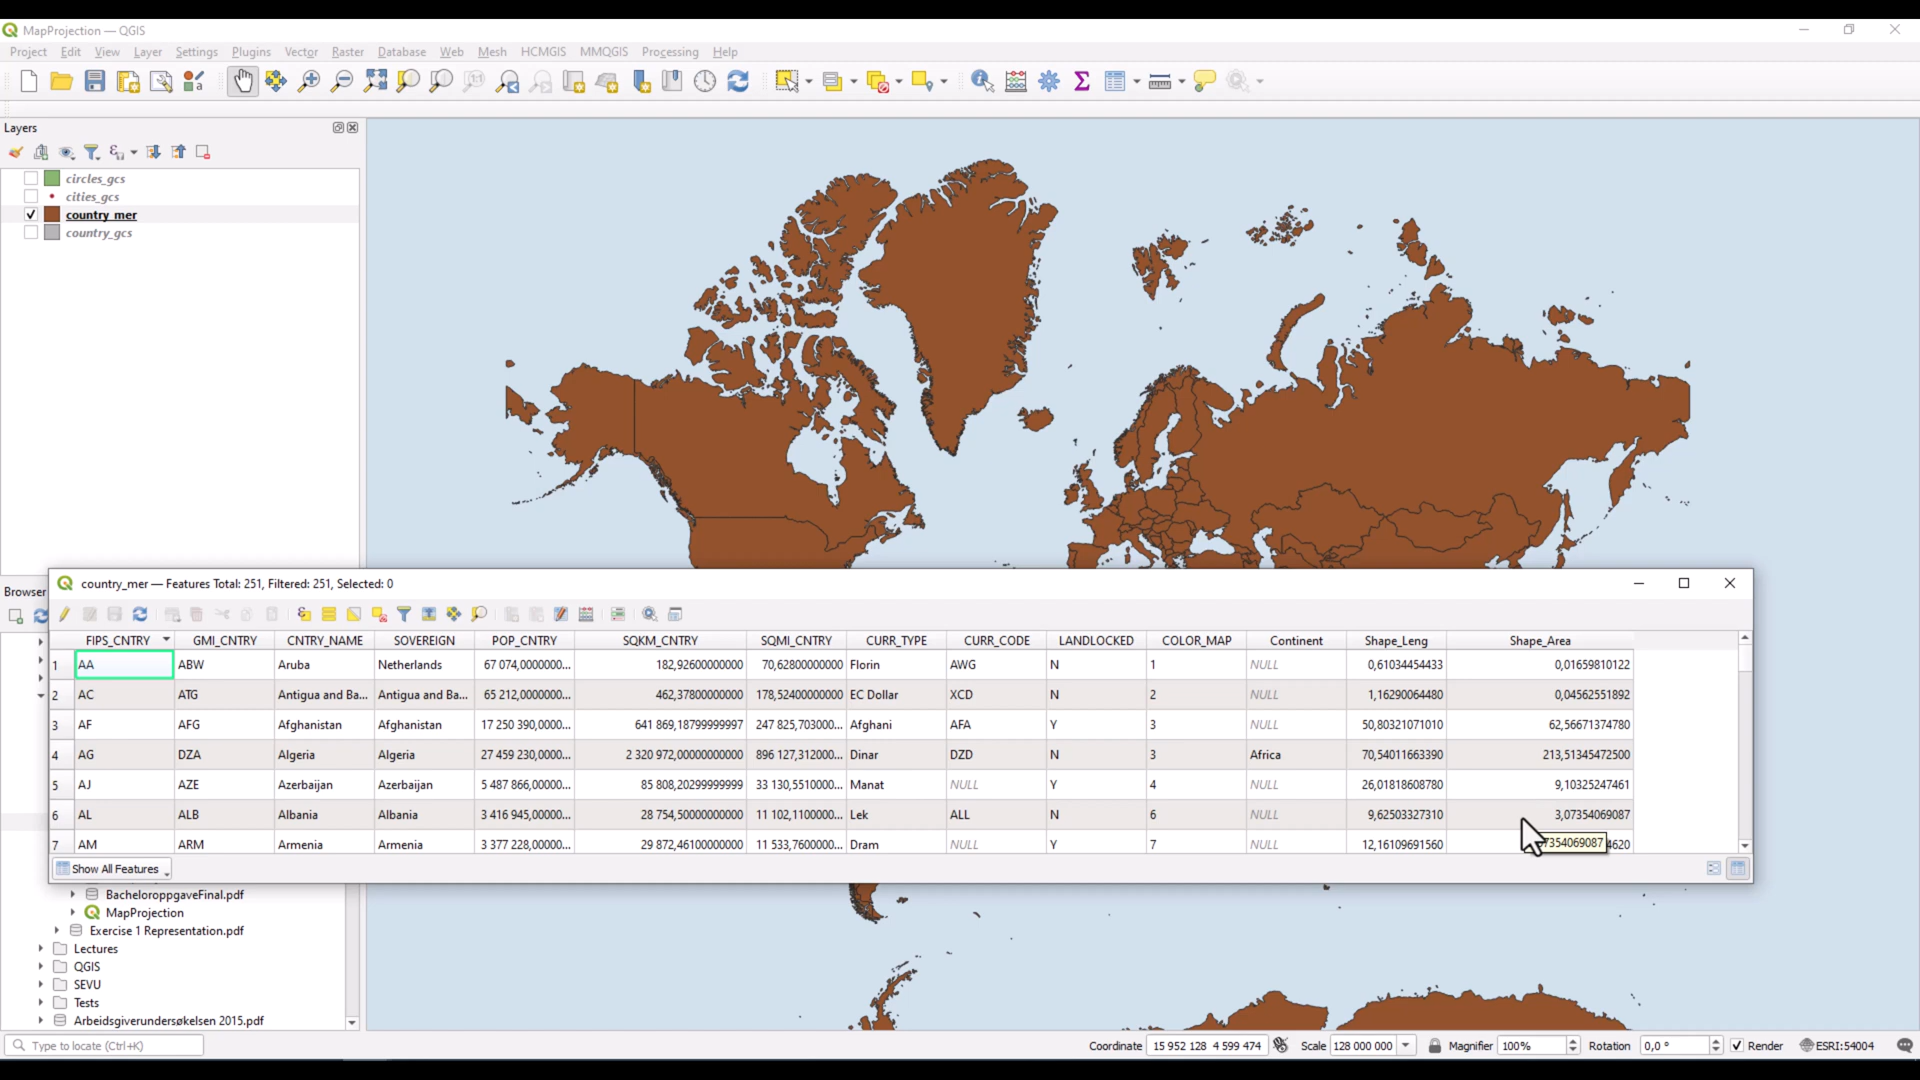 MapProjection — QGIS
Project Edit View Layer Settings Plugins Vector Raster Database Web Mesh HCMGIS MMQGIS Processing Help
Layers
circles_gcs
cities_gcs
country_mer
country_gcs
Browser
country_mer — Features Total: 251, Filtered: 251, Selected: 0
FIPS_CNTRY GMI_CNTRY CNTRY_NAME SOVEREIGN POP_CNTRY SQKM_CNTRY SQMI_CNTRY CURR_TYPE CURR_CODE LANDLOCKED COLOR_MAP Continent Shape_Leng Shape_Area
1 AA ABW Aruba Netherlands 67 074,0000000... 182,92600000000 70,62800000000 Florin AWG N 1 NULL 0,61034454433 0,01659810122
2 AC ATG Antigua and Ba... Antigua and Ba... 65 212,0000000... 462,37800000000 178,52400000000 EC Dollar XCD N 2 NULL 1,16290064480 0,04562551892
3 AF AFG Afghanistan Afghanistan 17 250 390,0000... 641 869,18799999997 247 825,703000... Afghani AFA Y 3 NULL 50,80321071010 62,56671374780
4 AG DZA Algeria Algeria 27 459 230,0000... 2 320 972,00000000000 896 127,312000... Dinar DZD N 3 Africa 70,54011663390 213,51345472500
5 AJ AZE Azerbaijan Azerbaijan 5 487 866,00000... 85 808,20299999999 33 130,5510000... Manat NULL Y 4 NULL 26,01818608780 9,10325247461
6 AL ALB Albania Albania 3 416 945,00000... 28 754,50000000000 11 102,1100000... Lek ALL N 6 NULL 9,62503327310 3,07354069087
7 AM ARM Armenia Armenia 3 377 228,00000... 29 872,46100000000 11 533,7600000... Dram NULL Y 7 NULL 12,16109691560 4620
7354069087
Show All Features
BacheloroppgaveFinal.pdf
MapProjection
Exercise 1 Representation.pdf
Lectures
QGIS
SEVU
Tests
Arbeidsgiverundersøkelsen 2015.pdf
Type to locate (Ctrl+K) Coordinate 15 952 128 4 599 474 Scale 128 000 000 Magnifier 100% Rotation 0,0 ° Render ESRI:54004